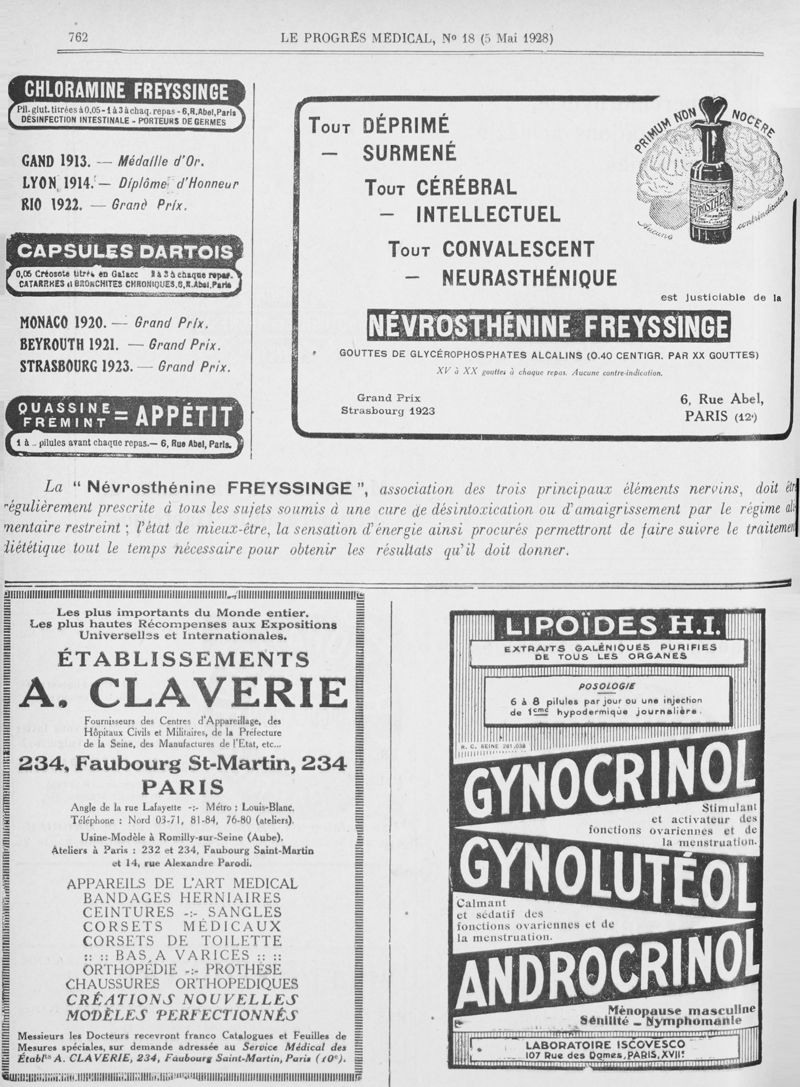 762
LE PROGRÈS MÉDICAL, No 18 (5 Mai 1928)
CHLORAMINE FREYSSINGE
Pil. glut. titrées à 0,05 - 1 à 3 à chaq. repas - 6, R. Abel, Paris
DÉSINFECTION INTESTINALE - PORTEURS DE GERMES
GAND 1913. — Médaille d'Or.
LYON 1914. — Diplôme d'Honneur
RIO 1922. — Grand Prix.
CAPSULES DARTOIS
0,05 Créosote titrée en Gaïacol 2 à 3 à chaque repas.
CATARRHES et BRONCHITES CHRONIQUES, 6, R. Abel, Paris
MONACO 1920. — Grand Prix.
BEYROUTH 1921. — Grand Prix.
STRASBOURG 1923. — Grand Prix.
QUASSINE
FREMINT
= APPÉTIT
1 à pilules avant chaque repas. — 6, Rue Abel, Paris.
TOUT DÉPRIMÉ
— SURMENÉ
TOUT CÉRÉBRAL
— INTELLECTUEL
TOUT CONVALESCENT
— NEURASTHÉNIQUE
PRIMUM NON NOCERE
Aucune contrindication
est justiciable de la
NÉVROSTHÉNINE FREYSSINGE
GOUTTES DE GLYCÉROPHOSPHATES ALCALINS (0.40 CENTIGR. PAR XX GOUTTES)
XV à XX gouttes à chaque repas. Aucune contre-indication.
Grand Prix
Strasbourg 1923
6, Rue Abel,
PARIS (12e)
La “ Névrosthénine FREYSSINGE ”, association des trois principaux éléments nervins, doit être
régulièrement prescrite à tous les sujets soumis à une cure de désintoxication ou d'amaigrissement par le régime ali-
mentaire restreint ; l'état de mieux-être, la sensation d'énergie ainsi procurés permettront de faire suivre le traitement
diététique tout le temps nécessaire pour obtenir les résultats qu'il doit donner.
Les plus importants du Monde entier.
Les plus hautes Récompenses aux Expositions
Universelles et Internationales.
ÉTABLISSEMENTS
A. CLAVERIE
Fournisseurs des Centres d'Appareillage, des
Hôpitaux Civils et Militaires, de la Préfecture
de la Seine, des Manufactures de l'Etat, etc...
234, Faubourg St-Martin, 234
PARIS
Angle de la rue Lafayette -:- Métro : Louis-Blanc.
Téléphone : Nord 03-71, 81-84, 76-80 (ateliers).
Usine-Modèle à Romilly-sur-Seine (Aube).
Ateliers à Paris : 232 et 234, Faubourg Saint-Martin
et 14, rue Alexandre Parodi.
APPAREILS DE L'ART MEDICAL
BANDAGES HERNIAIRES
CEINTURES -:- SANGLES
CORSETS MÉDICAUX
CORSETS DE TOILETTE
:: :: BAS A VARICES :: ::
ORTHOPÉDIE -:- PROTHÈSE
CHAUSSURES ORTHOPEDIQUES
CRÉATIONS NOUVELLES
MODÈLES PERFECTIONNÉS
Messieurs les Docteurs recevront franco Catalogues et Feuilles de
Mesures spéciales, sur demande adressée au Service Médical des
Établts A. CLAVERIE, 234, Faubourg Saint-Martin, Paris (10e).
LIPOÏDES H.I.
EXTRAITS GALÉNIQUES PURIFIES
DE TOUS LES ORGANES
POSOLOGIE
6 à 8 pilules par jour ou une injection
de 1cmc hypodermique journalière.
R. C. SEINE 261,038
GYNOCRINOL
Stimulant
et activateur des
fonctions ovariennes et de
la menstruation.
GYNOLUTÉOL
Calmant
et sédatif des
fonctions ovariennes et de
la menstruation.
ANDROCRINOL
Ménopause masculine
Sénilité - Nymphomanie
LABORATOIRE ISCOVESCO
107 Rue des Dames, PARIS, XVIIe